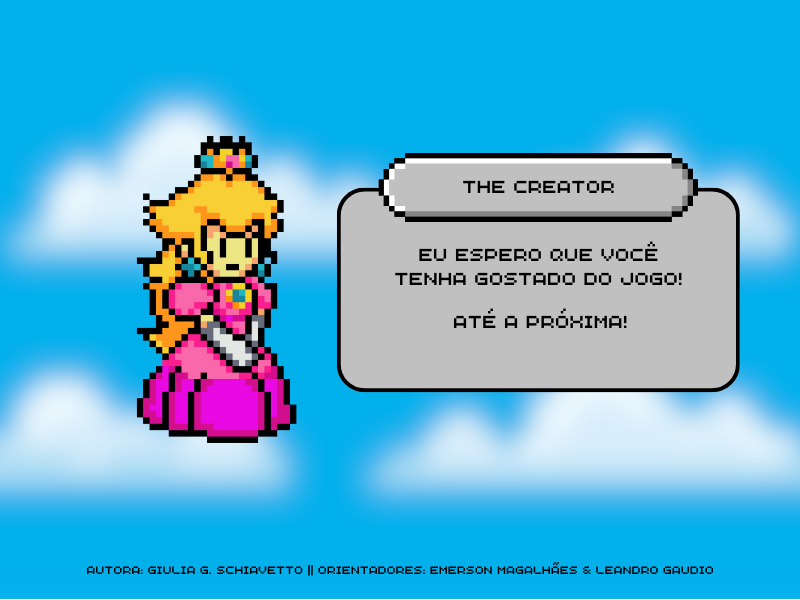 THE CREATOR
EU ESPERO QUE VOCÊ
TENHA GOSTADO DO JOGO!
ATÉ A PRÓXIMA!
AUTORA: GIULIA G. SCHIAVETTO || ORIENTADORES: EMERSON MAGALHÃES & LEANDRO GAUDIO